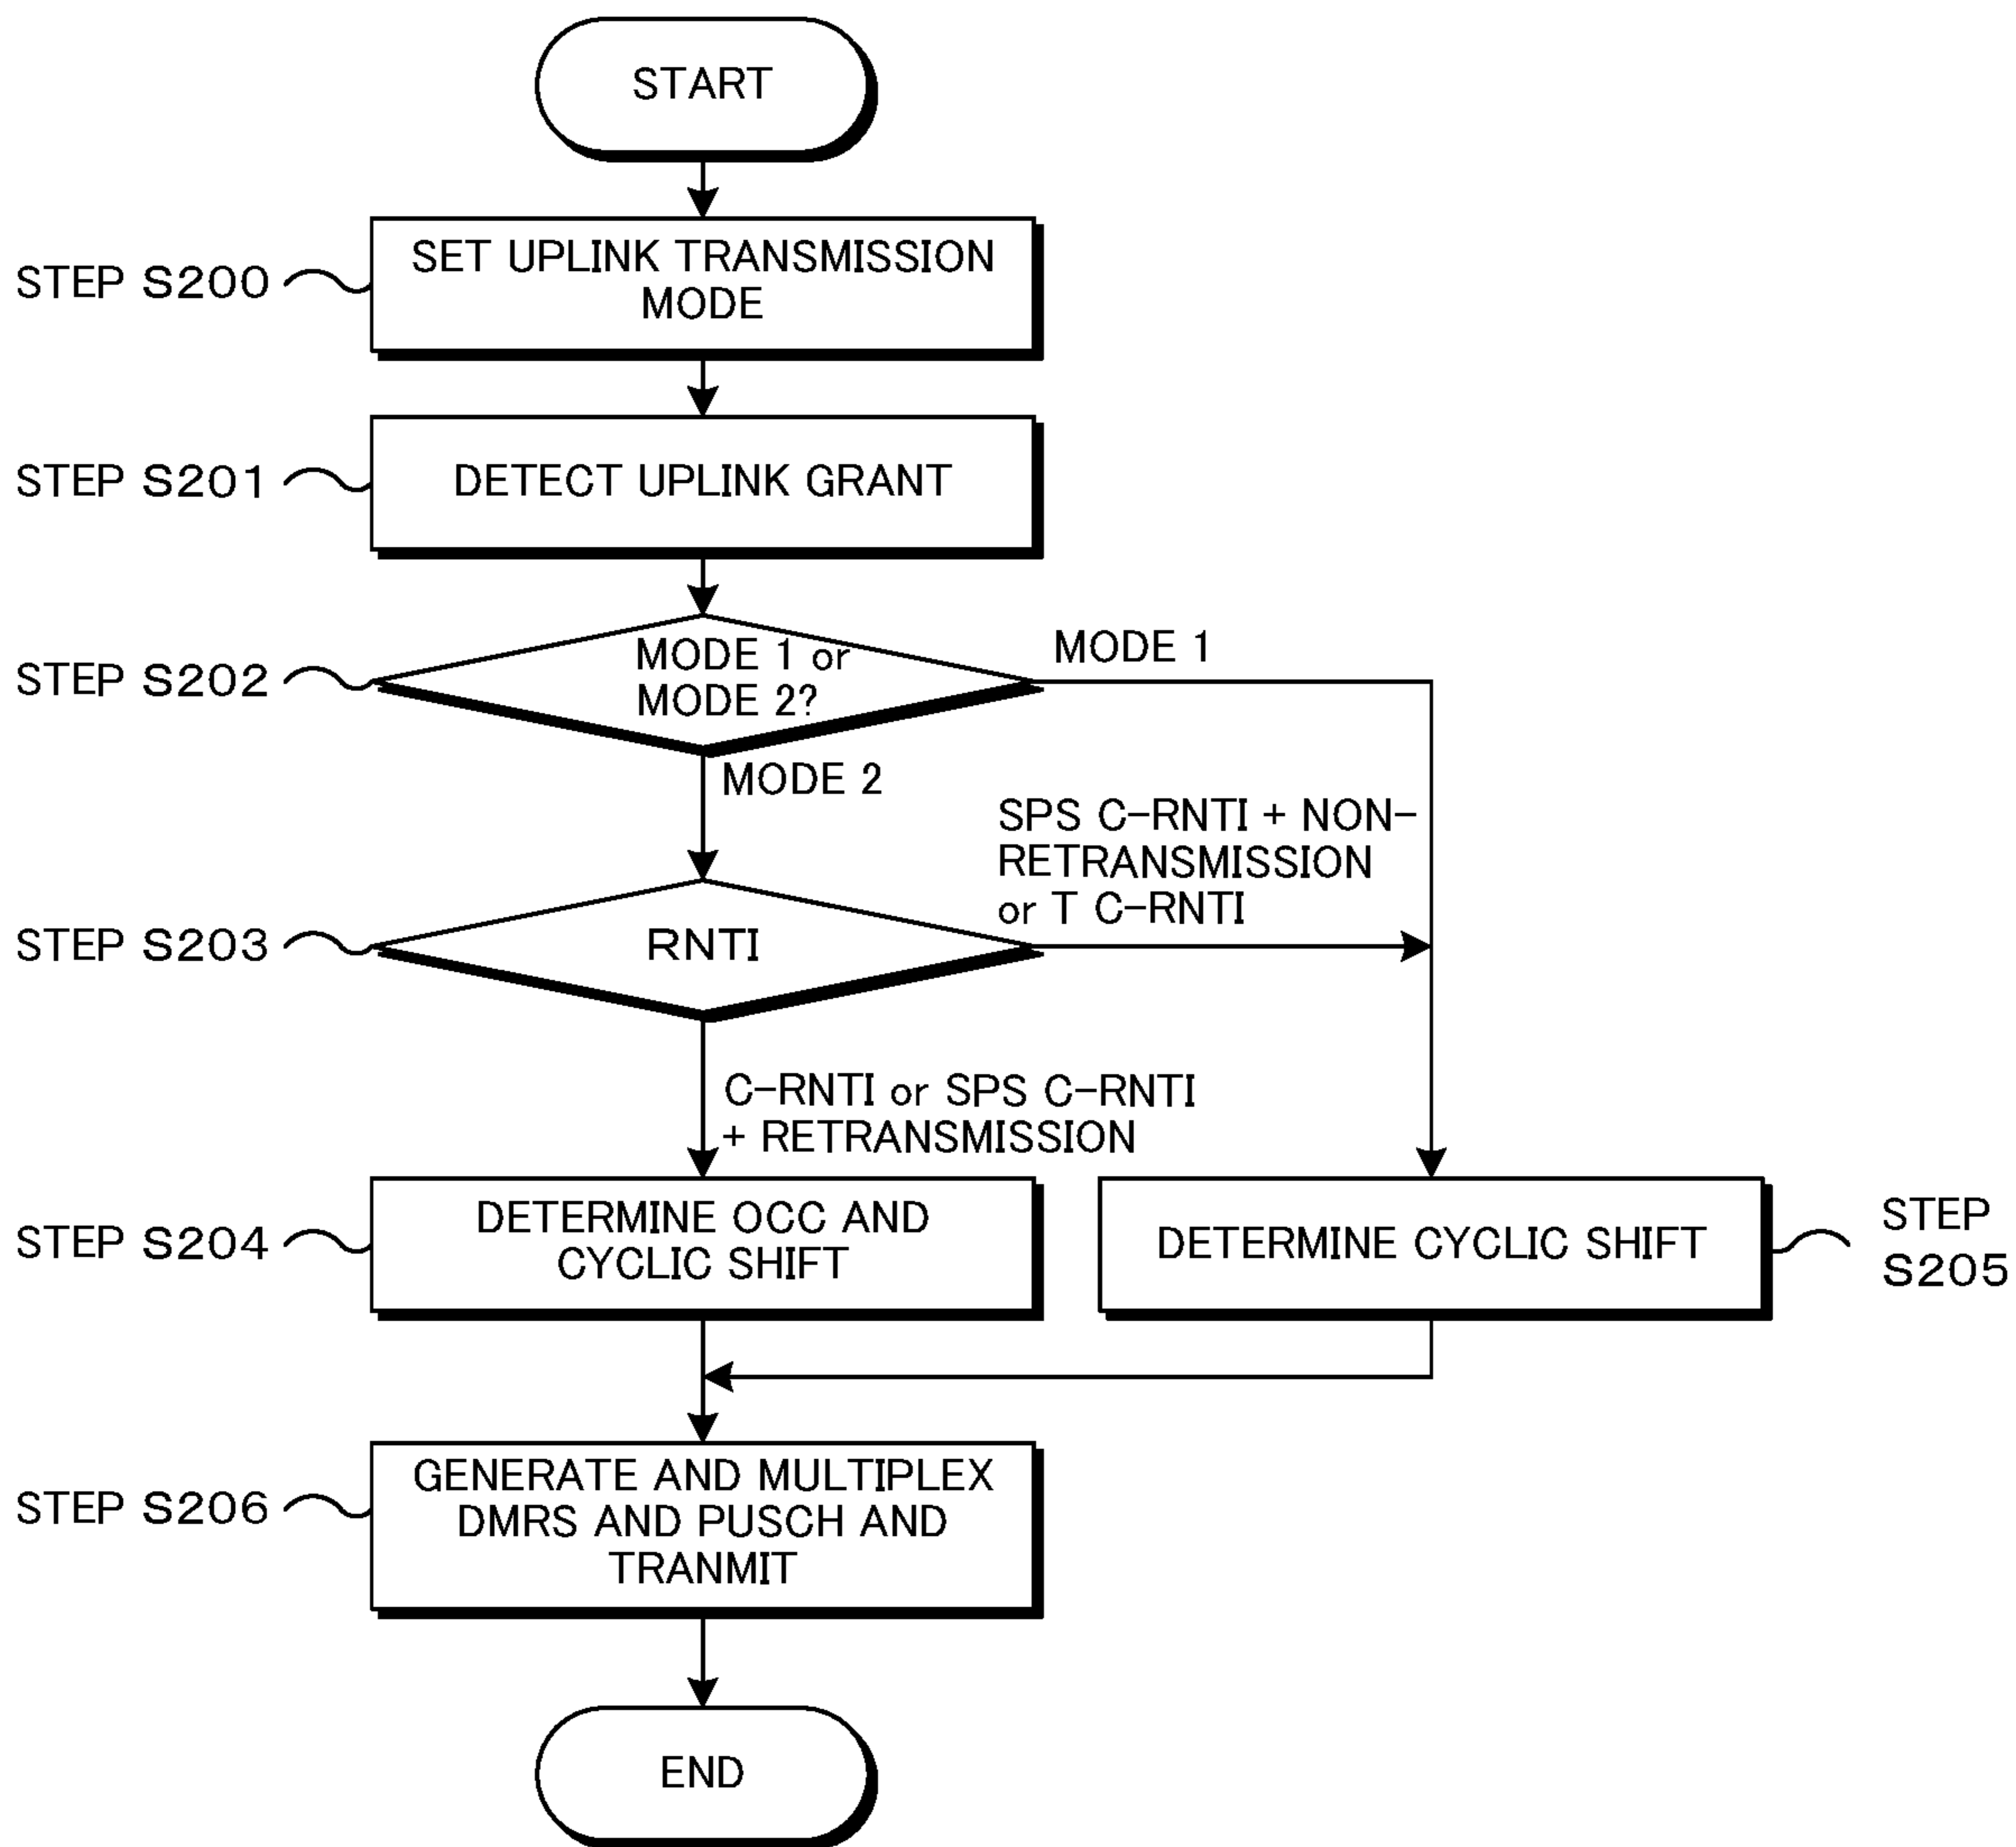 START
STEP S200
SET UPLINK TRANSMISSION
MODE
STEP S201
DETECT UPLINK GRANT
STEP S202
MODE 1 or
MODE 2?
MODE 1
MODE 2
SPS C-RNTI + NON-
RETRANSMISSION
or T C-RNTI
STEP S203
RNTI
C-RNTI or SPS C-RNTI
+ RETRANSMISSION
STEP S204
DETERMINE OCC AND
CYCLIC SHIFT
DETERMINE CYCLIC SHIFT
STEP
S205
STEP S206
GENERATE AND MULTIPLEX
DMRS AND PUSCH AND
TRANMIT
END